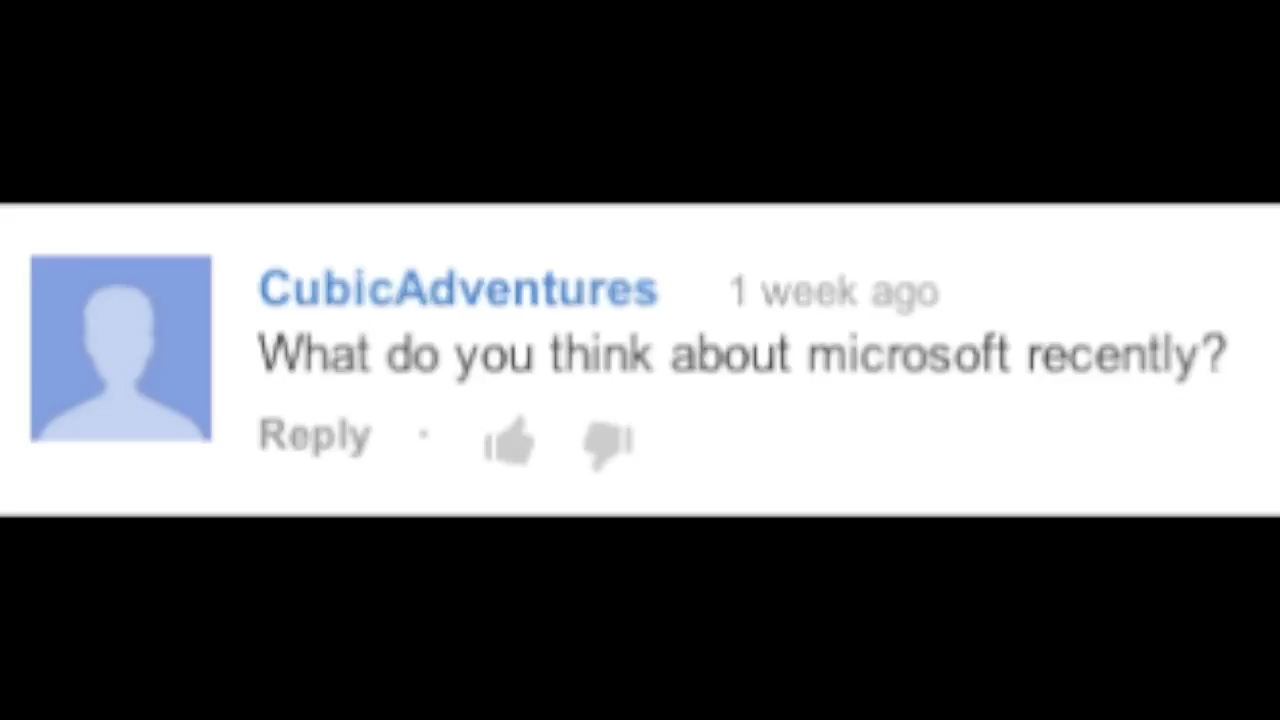 CubicAdventures 1 week ago
What do you think about microsoft recently?
Reply ·